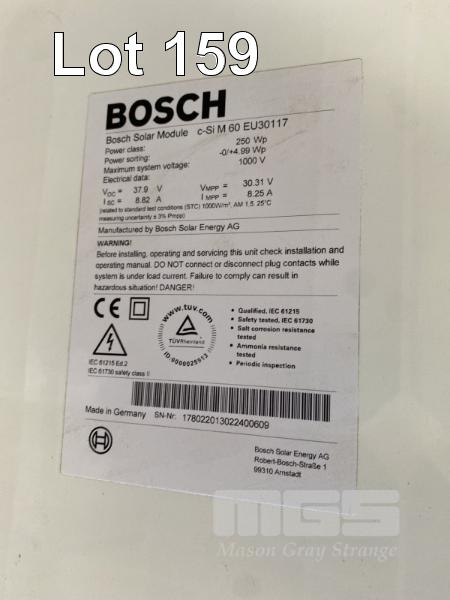 Lot 159
BOSCH
Bosch Solar Module c-Si M 60 EU30117
Power class: 250 Wp
Power sorting: -0/+4.99 Wp
Maximum system voltage: 1000 V
Electrical data:
VOC = 37.9 V VMPP = 30.31 V
I SC = 8.82 A I MPP = 8.25 A
(related to standard test conditions (STC) 1000W/m², AM 1.5, 25°C
measuring uncertainty ± 3% Pmpp)
Manufactured by Bosch Solar Energy AG
WARNING!
Before installing, operating and servicing this unit check installation and
operating manual. DO NOT connect or disconnect plug contacts while
system is under load current. Failure to comply can result in
hazardous situation! DANGER!
CE
www.tuv.com
TÜVRheinland
ID:0000025913
• Qualified, IEC 61215
• Safety tested, IEC 61730
• Salt corrosion resistance
tested
• Ammonia resistance
tested
• Periodic inspection
IEC 61215 Ed.2
IEC 61730 safety class II
Made in Germany SN-Nr. 178022013022400609
Bosch Solar Energy AG
Robert-Bosch-Straße 1
99310 Arnstadt
MGS
Mason Gray Strange